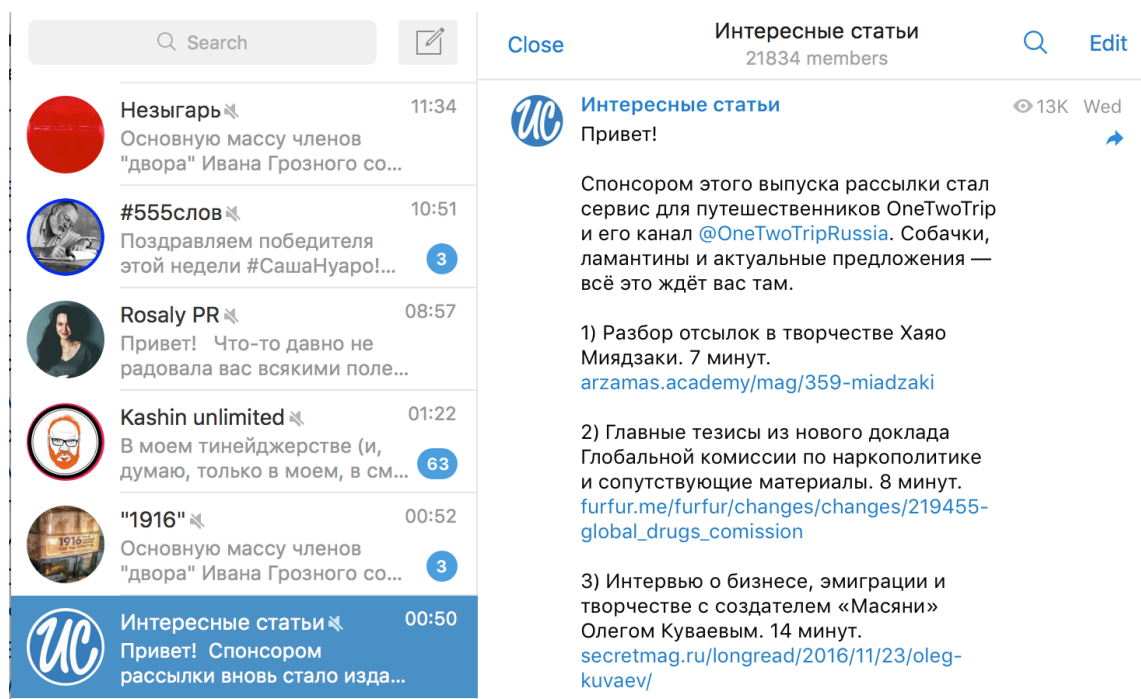 Search
Незыгарь
11:34
Основную массу членов
"двора" Ивана Грозного со...
#555слов
10:51
Поздравляем победителя
этой недели #СашаНуаро!...
3
Rosaly PR
08:57
Привет! Что-то давно не
радовала вас всякими поле...
Kashin unlimited
01:22
В моем тинейджерстве (и,
думаю, только в моем, в см...
63
"1916"
00:52
1916
Основную массу членов
"двора" Ивана Грозного со...
3
ИС
Интересные статьи
00:50
Привет! Спонсором
рассылки вновь стало изда...
Close
Интересные статьи
21834 members
Edit
ИС
Интересные статьи
13K Wed
Привет!
Спонсором этого выпуска рассылки стал
сервис для путешественников OneTwoTrip
и его канал @OneTwoTripRussia. Собачки,
ламантины и актуальные предложения —
всё это ждёт вас там.
1) Разбор отсылок в творчестве Хаяо
Миядзаки. 7 минут.
arzamas.academy/mag/359-miadzaki
2) Главные тезисы из нового доклада
Глобальной комиссии по наркополитике
и сопутствующие материалы. 8 минут.
furfur.me/furfur/changes/changes/219455-
global_drugs_comission
3) Интервью о бизнесе, эмиграции и
творчестве с создателем «Масяни»
Олегом Куваевым. 14 минут.
secretmag.ru/longread/2016/11/23/oleg-
kuvaev/